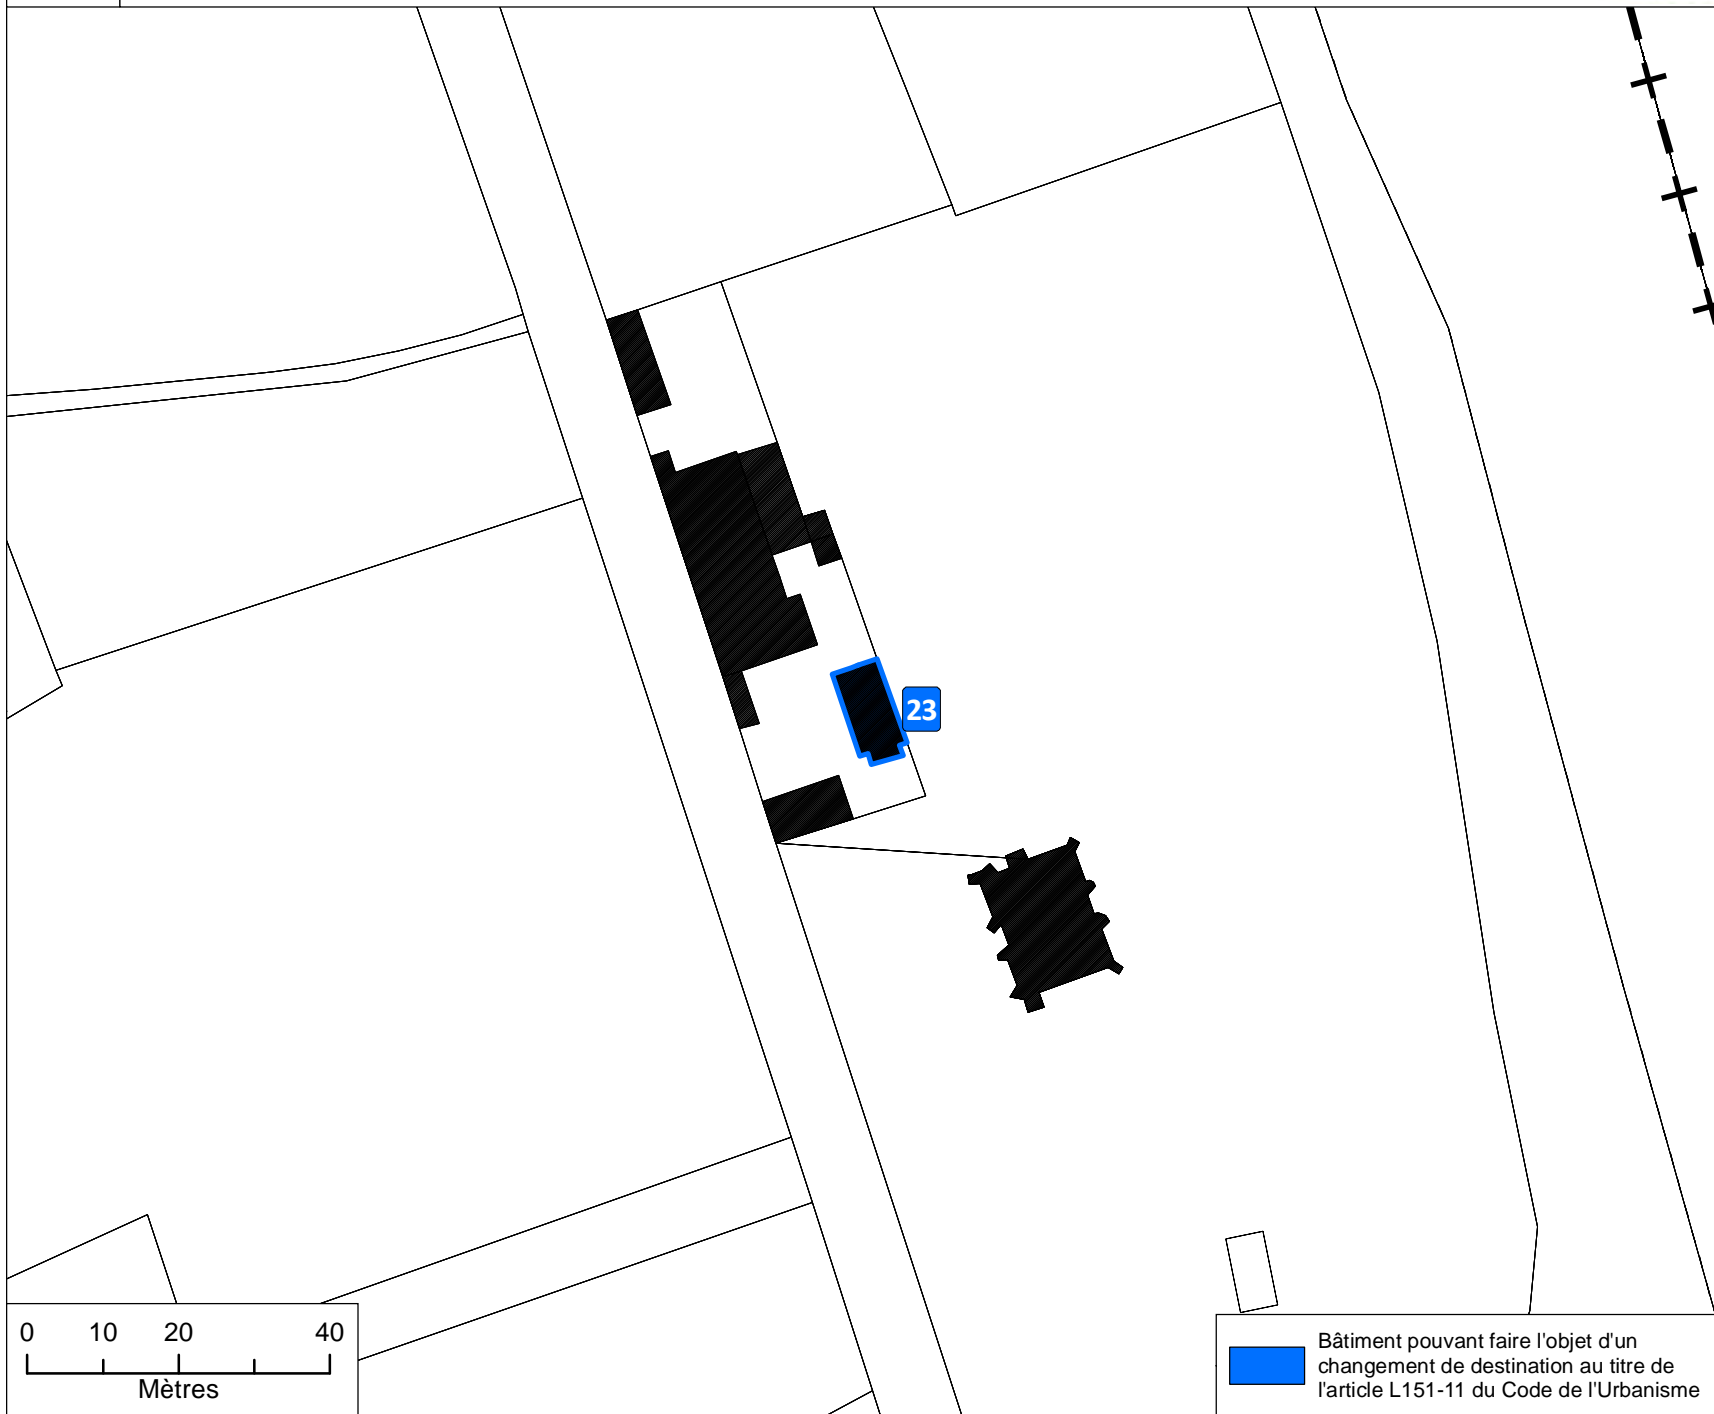 23
0 10 20 40
Mètres
Bâtiment pouvant faire l'objet d'un
changement de destination au titre de
l'article L151-11 du Code de l'Urbanisme